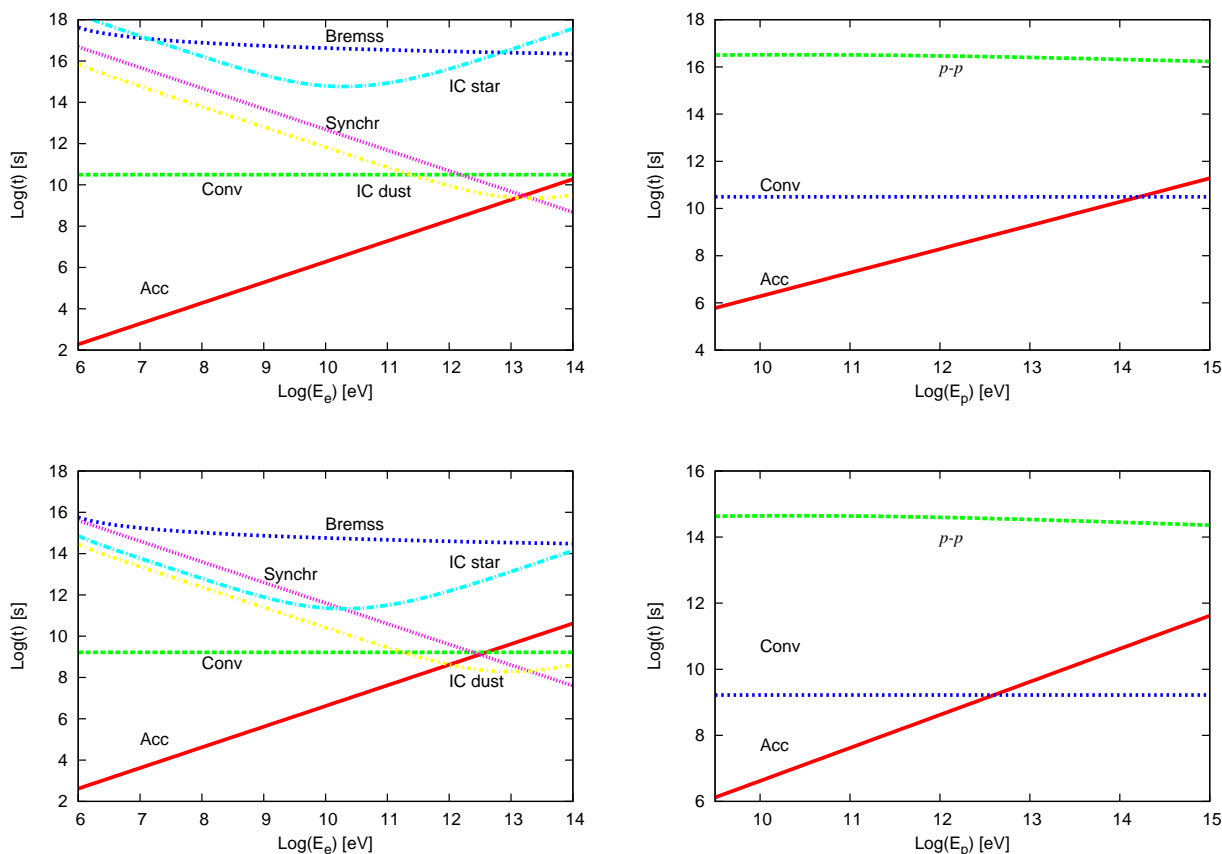 18
16
14
12
10
8
6
4
2
Log(t) [s]
Bremss
IC star
Synchr
Conv
IC dust
Acc
6 7 8 9 10 11 12 13 14
Log(E_e) [eV]
18
16
14
12
10
8
6
4
Log(t) [s]
p-p
Conv
Acc
10 11 12 13 14 15
Log(E_p) [eV]
18
16
14
12
10
8
6
4
2
Log(t) [s]
Bremss
IC star
Synchr
Conv
IC dust
Acc
6 7 8 9 10 11 12 13 14
Log(E_e) [eV]
16
14
12
10
8
6
Log(t) [s]
p-p
Conv
Acc
10 11 12 13 14 15
Log(E_p) [eV]